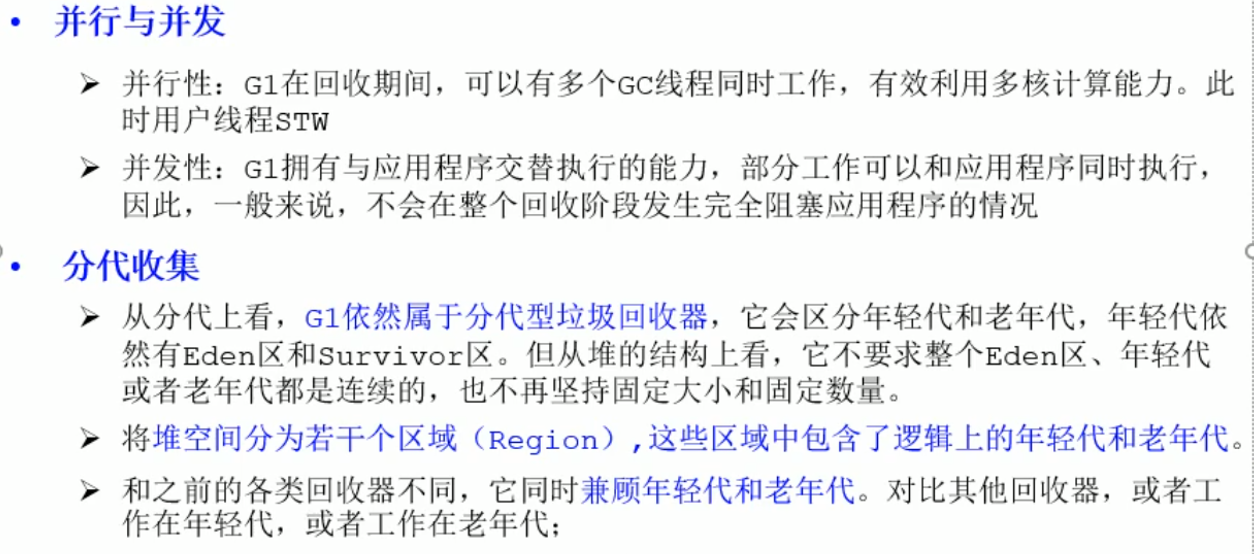 • 并行与并发
➢ 并行性：G1在回收期间，可以有多个GC线程同时工作，有效利用多核计算能力。此
时用户线程STW
➢ 并发性：G1拥有与应用程序交替执行的能力，部分工作可以和应用程序同时执行，
因此，一般来说，不会在整个回收阶段发生完全阻塞应用程序的情况
• 分代收集
➢ 从分代上看，G1依然属于分代型垃圾回收器，它会区分年轻代和老年代，年轻代依
然有Eden区和Survivor区。但从堆的结构上看，它不要求整个Eden区、年轻代
或者老年代都是连续的，也不再坚持固定大小和固定数量。
➢ 将堆空间分为若干个区域（Region）,这些区域中包含了逻辑上的年轻代和老年代。
➢ 和之前的各类回收器不同，它同时兼顾年轻代和老年代。对比其他回收器，或者工
作在年轻代，或者工作在老年代；